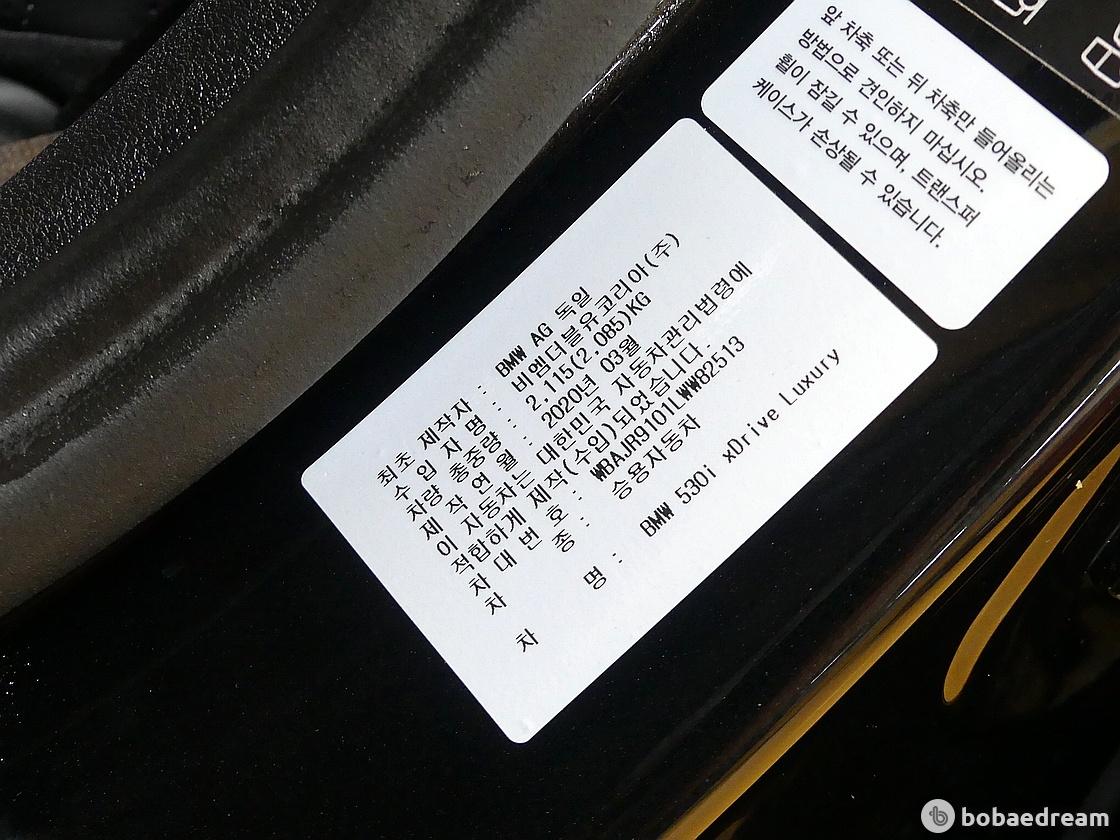 앞 차축 또는 뒤 차축만 들어올리는
방법으로 견인하지 마십시오.
휠이 잠길 수 있으며, 트랜스퍼
케이스가 손상될 수 있습니다.
최초 제작자 : BMW AG 독일
수 입 자 명 : 비엠더블유코리아(주)
차량 총중량 : 2,115(2,085)KG
제 작 연 월 : 2020년 03월
이 자동차는 대한민국 자동차관리법령에
적합하게 제작(수입)되었습니다.
차 대 번 호 : WBAJR9101LWW82513
차 종 : 승용자동차
차 명 : BMW 530i xDrive Luxury
bobaedream